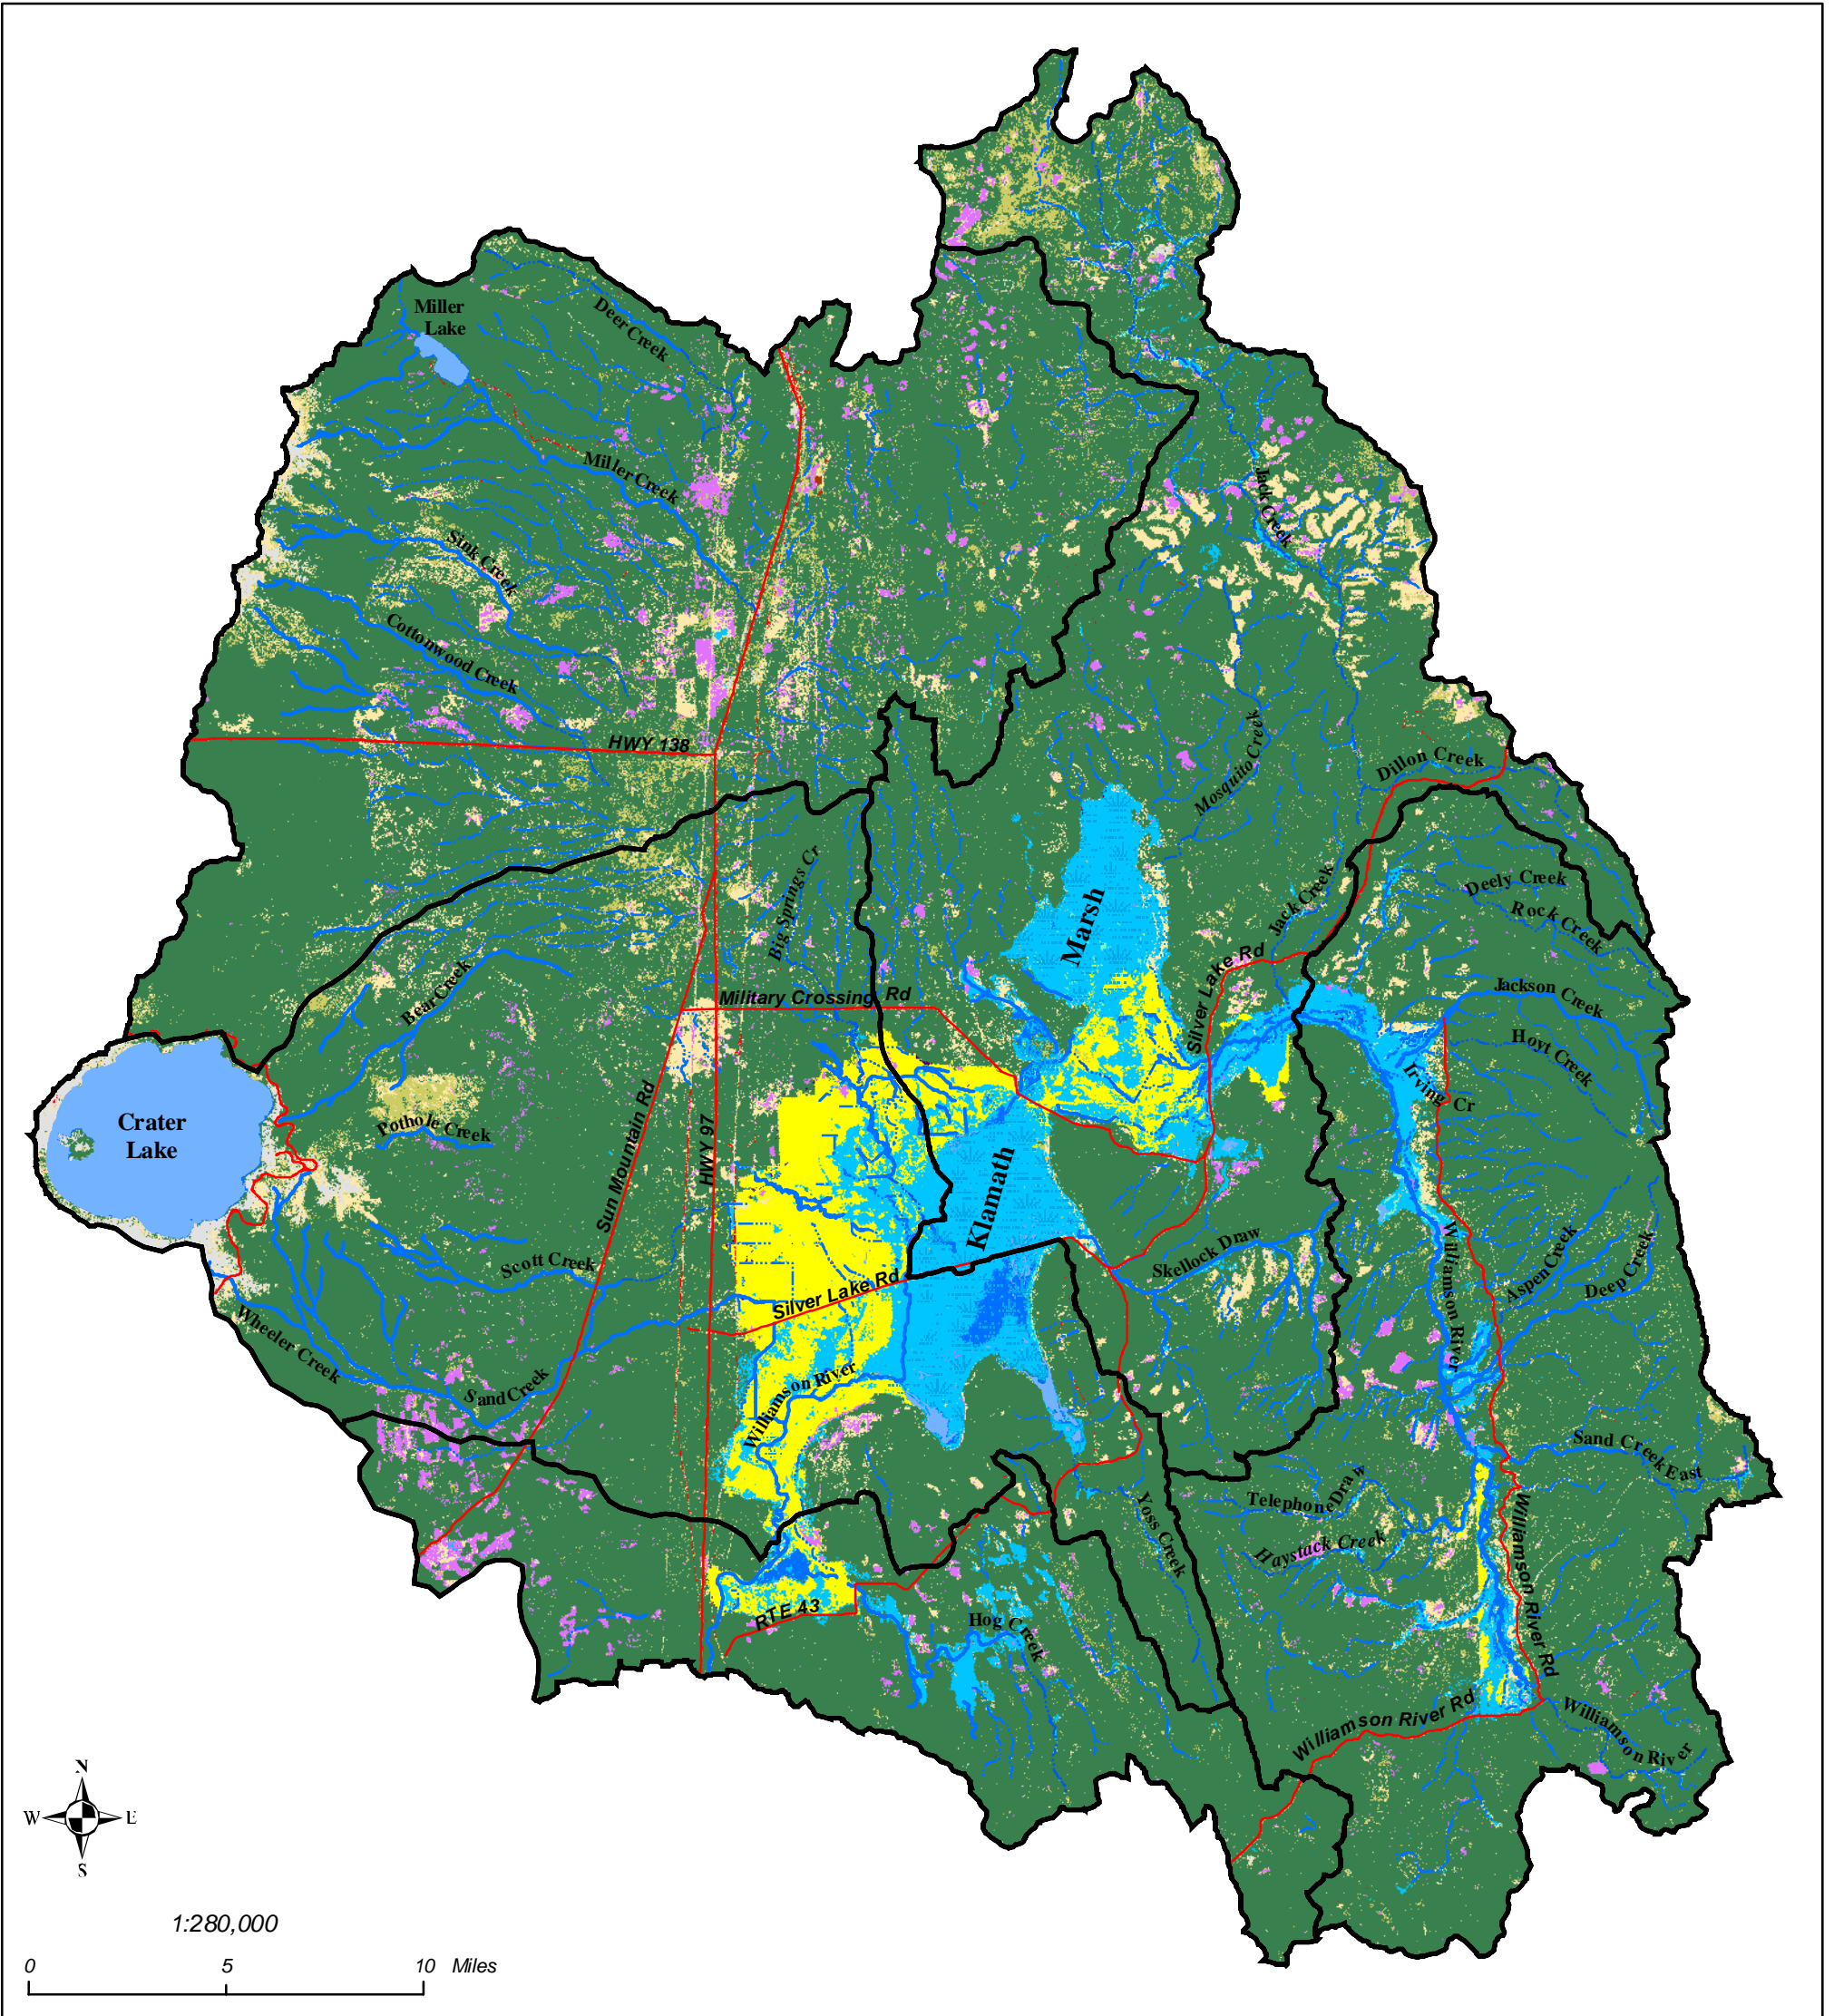 Miller
Lake
Deer Creek
Miller Creek
Jack Creek
Sink Creek
Cottonwood Creek
HWY 138
Mosquito Creek
Dillon Creek
Big Springs Cr
Marsh
Jack Creek
Deely Creek
Rock Creek
Bear Creek
Silver Lake Rd
Military Crossing Rd
Jackson Creek
Hoyt Creek
Irving Cr
Crater
Lake
Pothole Creek
Sun Mountain Rd
HWY 97
Klamath
Scott Creek
Skellock Draw
Williamson River
Aspen Creek
Deep Creek
Silver Lake Rd
Wheeler Creek
Sand Creek
Williamson River
Sand Creek East
Telephone Draw
Haystack Creek
Yoss Creek
Williamson River Rd
RTE 43
Hog Creek
Williamson River Rd
Williamson River
N
W E
S
1:280,000
0 5 10 Miles